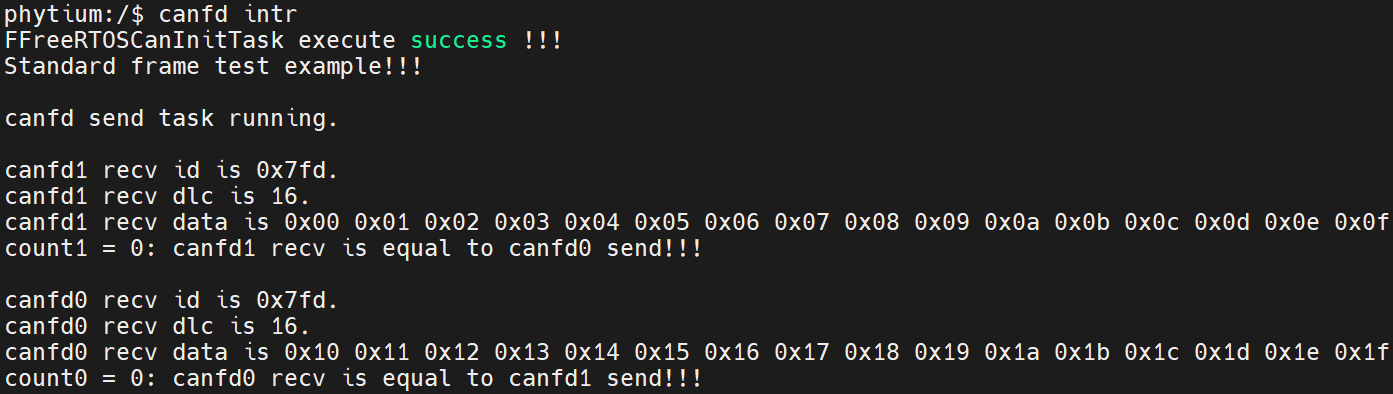 phytium:/$ canfd intr
FFreeRTOSCanInitTask execute success !!!
Standard frame test example!!!
canfd send task running.
canfd1 recv id is 0x7fd.
canfd1 recv dlc is 16.
canfd1 recv data is 0x00 0x01 0x02 0x03 0x04 0x05 0x06 0x07 0x08 0x09 0x0a 0x0b 0x0c 0x0d 0x0e 0x0f
count1 = 0: canfd1 recv is equal to canfd0 send!!!
canfd0 recv id is 0x7fd.
canfd0 recv dlc is 16.
canfd0 recv data is 0x10 0x11 0x12 0x13 0x14 0x15 0x16 0x17 0x18 0x19 0x1a 0x1b 0x1c 0x1d 0x1e 0x1f
count0 = 0: canfd0 recv is equal to canfd1 send!!!